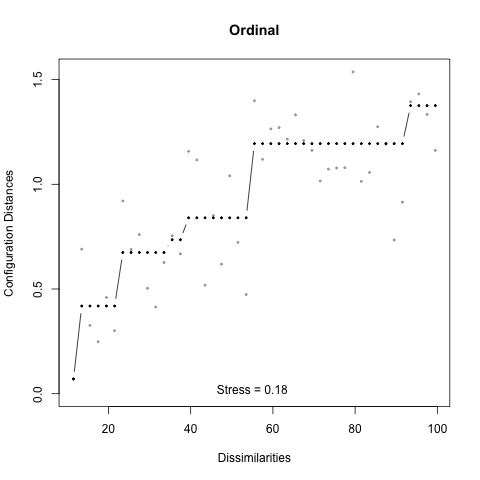 Ordinal
Configuration Distances
1.5
1.0
0.5
0.0
Stress = 0.18
20 40 60 80 100
Dissimilarities